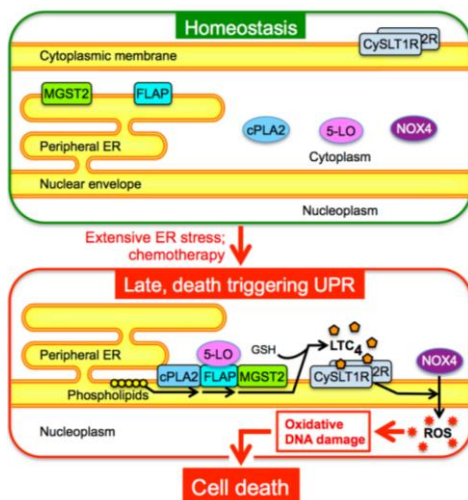 Homeostasis
Cytoplasmic membrane
CySLT1R
2R
MGST2
FLAP
Peripheral ER
cPLA2
5-LO
NOX4
Cytoplasm
Nuclear envelope
Nucleoplasm
Extensive ER stress;
chemotherapy
Late, death triggering UPR
Peripheral ER
5-LO
GSH
LTC4
cPLA2
FLAP
MGST2
CySLT1R
2R
NOX4
Phospholipids
Nucleoplasm
Oxidative
DNA damage
ROS
Cell death